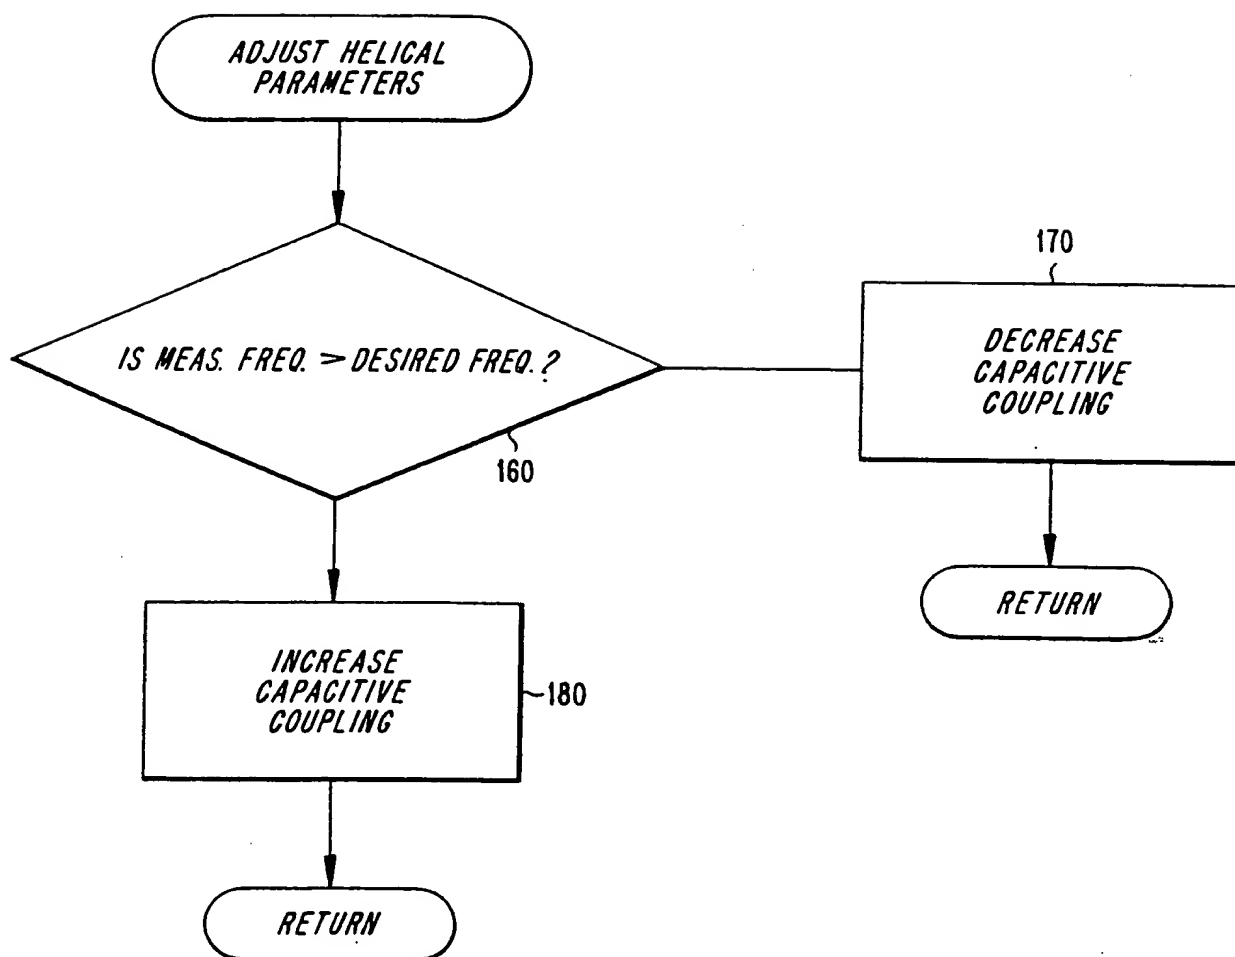 ADJUST HELICAL
PARAMETERS
IS MEAS. FREQ. > DESIRED FREQ.?
160
170
DECREASE
CAPACITIVE
COUPLING
RETURN
INCREASE
CAPACITIVE
COUPLING
180
RETURN